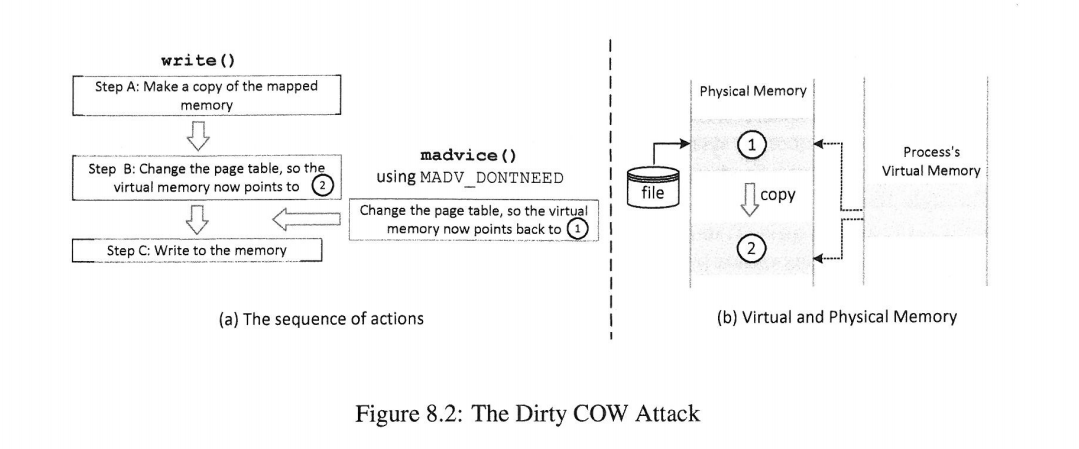 write()
Step A: Make a copy of the mapped
memory
Step B: Change the page table, so the
virtual memory now points to 2
Step C: Write to the memory
madvice()
using MADV_DONTNEED
Change the page table, so the virtual
memory now points back to 1
(a) The sequence of actions
Physical Memory
1
file
copy
2
Process's
Virtual Memory
(b) Virtual and Physical Memory
Figure 8.2: The Dirty COW Attack